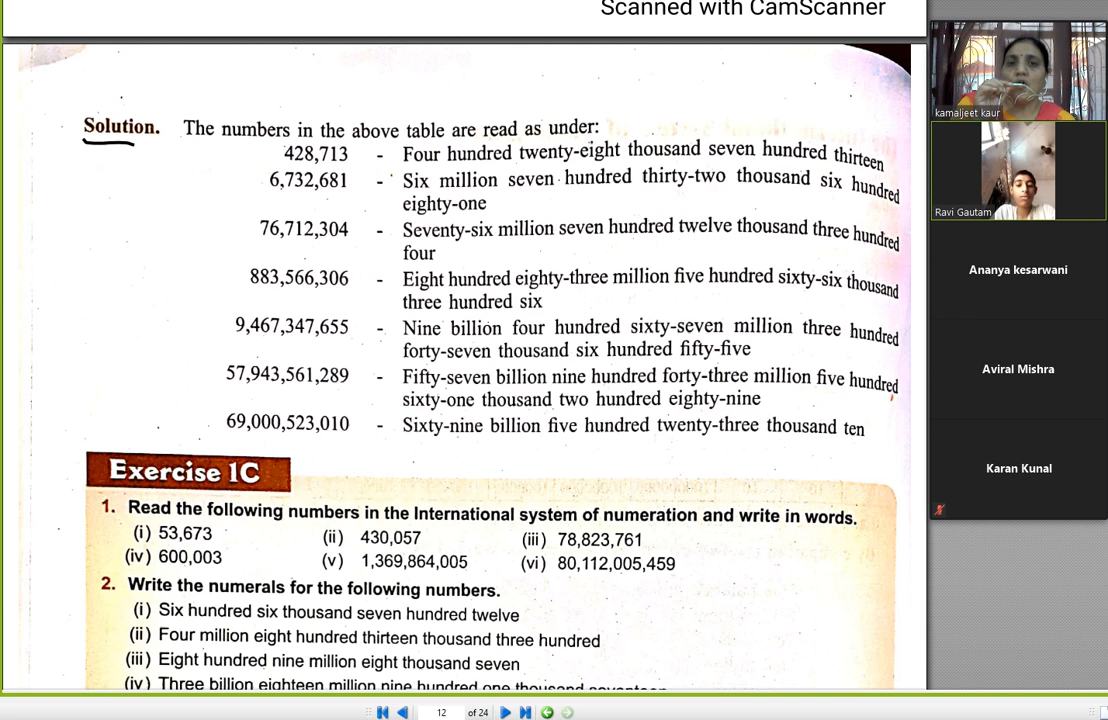 Scanned with CamScanner
Solution. The numbers in the above table are read as under:
428,713 - Four hundred twenty-eight thousand seven hundred thirteen
6,732,681 - Six million seven hundred thirty-two thousand six hundred
eighty-one
76,712,304 - Seventy-six million seven hundred twelve thousand three hundred
four
883,566,306 - Eight hundred eighty-three million five hundred sixty-six thousand
three hundred six
9,467,347,655 - Nine billion four hundred sixty-seven million three hundred
forty-seven thousand six hundred fifty-five
57,943,561,289 - Fifty-seven billion nine hundred forty-three million five hundred
sixty-one thousand two hundred eighty-nine
69,000,523,010 - Sixty-nine billion five hundred twenty-three thousand ten
Exercise 1C
1. Read the following numbers in the International system of numeration and write in words.
(i) 53,673 (ii) 430,057 (iii) 78,823,761
(iv) 600,003 (v) 1,369,864,005 (vi) 80,112,005,459
2. Write the numerals for the following numbers.
(i) Six hundred six thousand seven hundred twelve
(ii) Four million eight hundred thirteen thousand three hundred
(iii) Eight hundred nine million eight thousand seven
(iv) Three billion eighteen million nine hundred one thousand seventeen
12 of 24
kamaljeet kaur
Ravi Gautam
Ananya kesarwani
Aviral Mishra
Karan Kunal